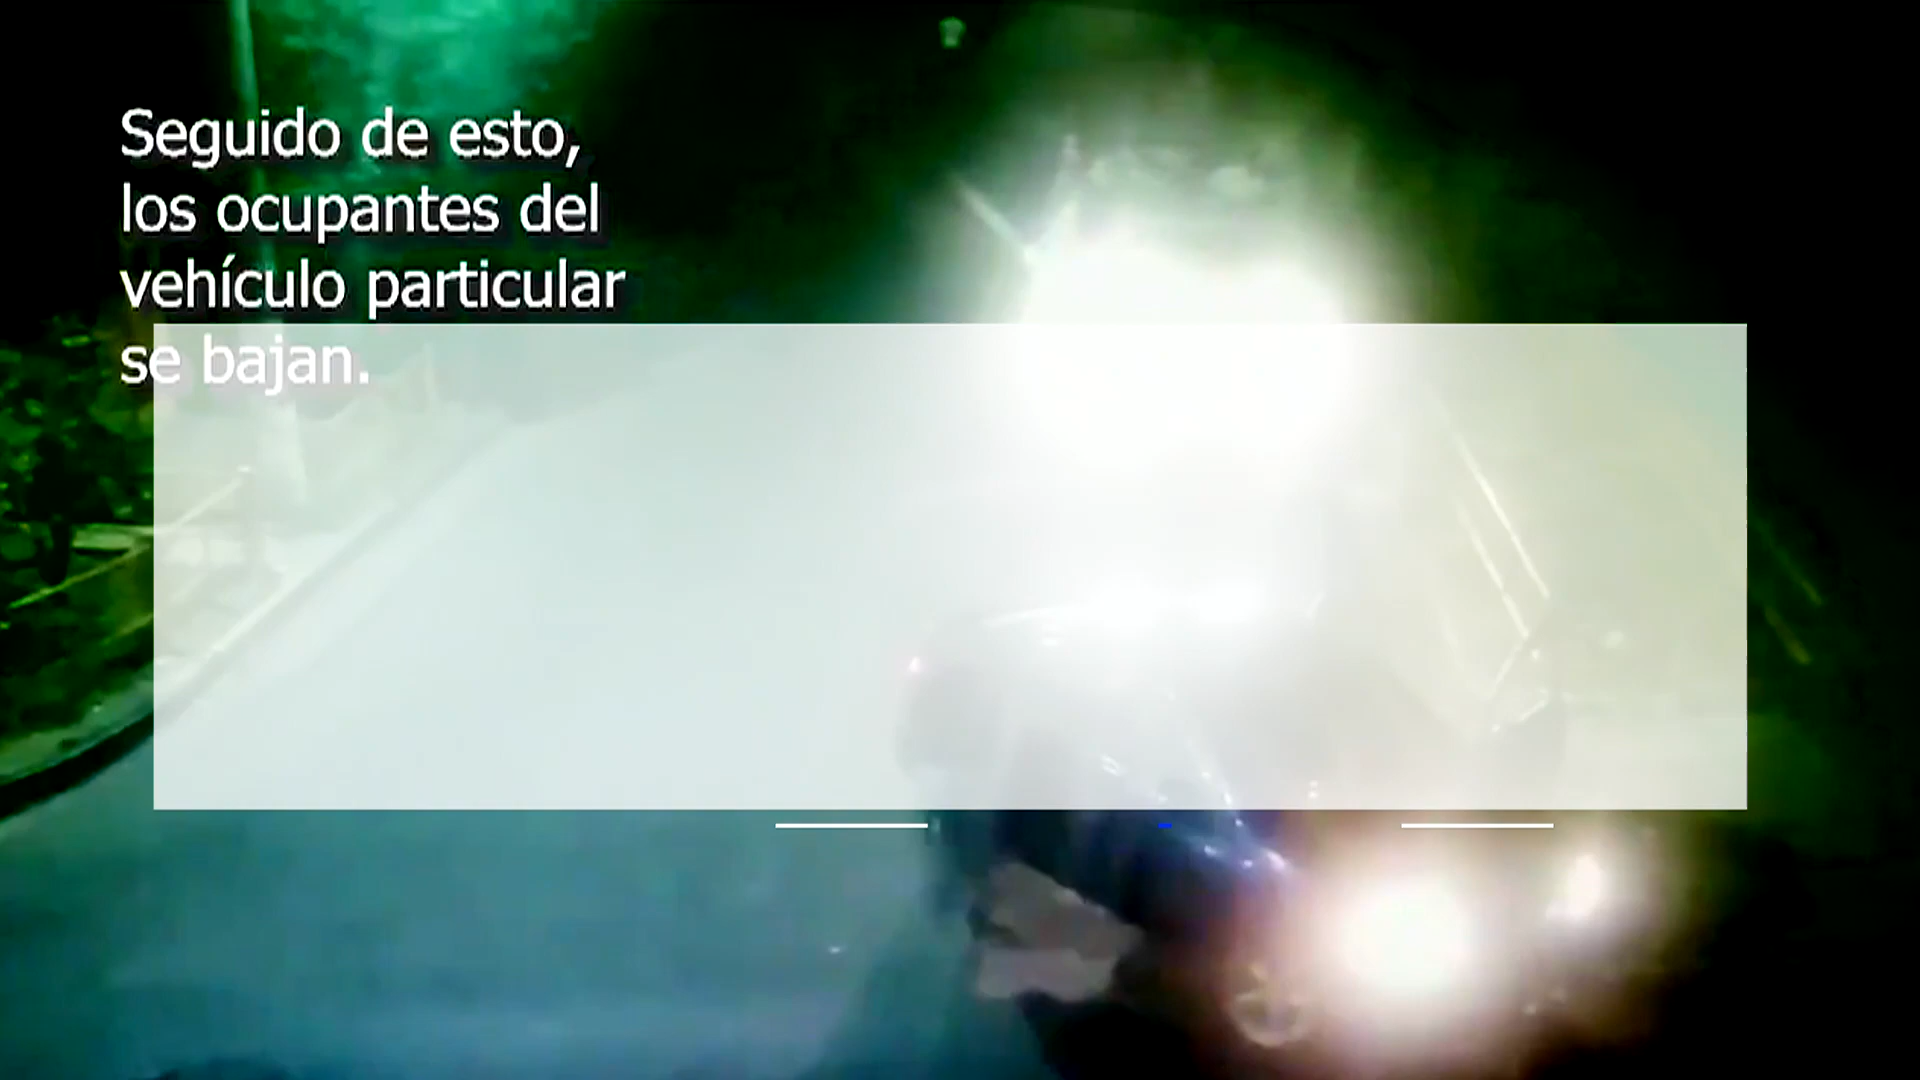 Seguido de esto,
los ocupantes del
vehículo particular
se bajan.